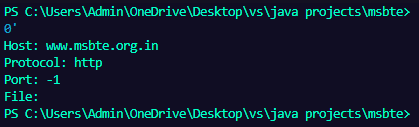 PS C:\Users\Admin\OneDrive\Desktop\vs\java projects\msbte>
0'
Host: www.msbte.org.in
Protocol: http
Port: -1
File:
PS C:\Users\Admin\OneDrive\Desktop\vs\java projects\msbte>